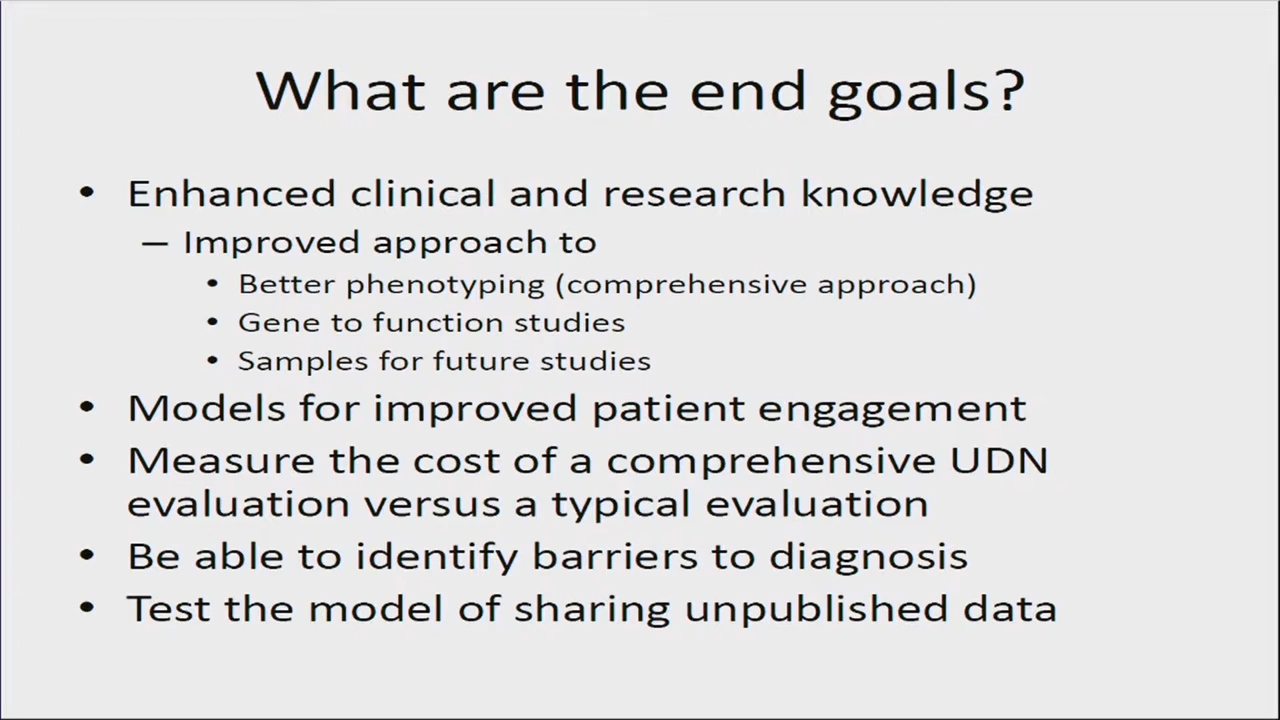 What are the end goals?
• Enhanced clinical and research knowledge
– Improved approach to
• Better phenotyping (comprehensive approach)
• Gene to function studies
• Samples for future studies
• Models for improved patient engagement
• Measure the cost of a comprehensive UDN
evaluation versus a typical evaluation
• Be able to identify barriers to diagnosis
• Test the model of sharing unpublished data